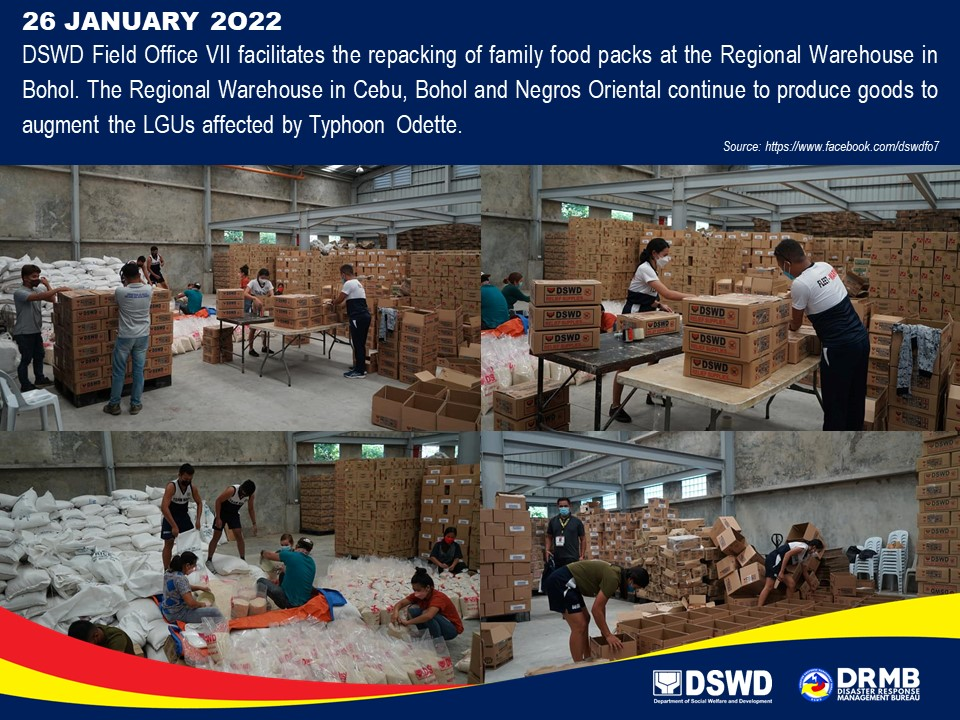 26 JANUARY 2022
DSWD Field Office VII facilitates the repacking of family food packs at the Regional Warehouse in
Bohol. The Regional Warehouse in Cebu, Bohol and Negros Oriental continue to produce goods to
augment the LGUs affected by Typhoon Odette.
Source: https://www.facebook.com/dswdfo7
DSWD
DSWD
DSWD
DSWD
DSWD
DSWD
DSWD
DSWD
Department of Social Welfare and Development
DRMB
DISASTER RESPONSE
MANAGEMENT BUREAU